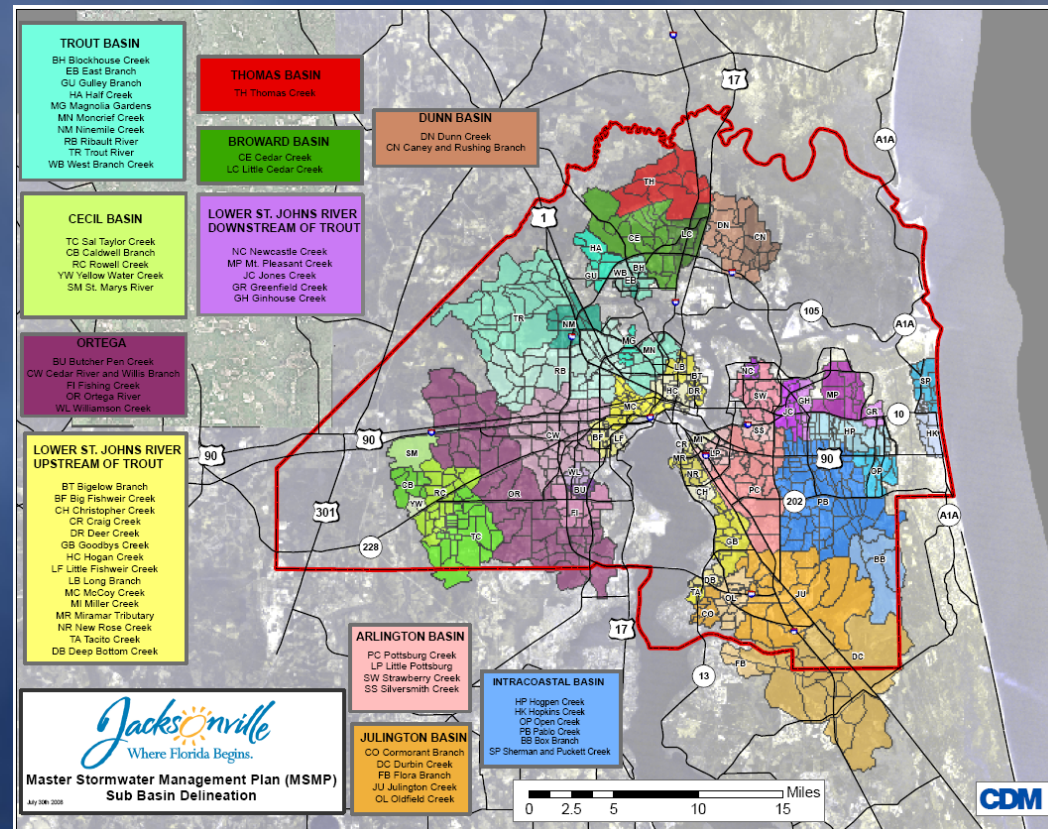 TROUT BASIN
BH Blockhouse Creek
EB East Branch
GU Gulley Branch
HA Half Creek
MG Magnolia Gardens
MN Moncrief Creek
NM Ninemile Creek
RB Ribault River
TR Trout River
WB West Branch Creek
THOMAS BASIN
TH Thomas Creek
BROWARD BASIN
CE Cedar Creek
LC Little Cedar Creek
DUNN BASIN
DN Dunn Creek
CN Caney and Rushing Branch
CECIL BASIN
TC Sal Taylor Creek
CB Caldwell Branch
RC Rowell Creek
YW Yellow Water Creek
SM St. Marys River
LOWER ST. JOHNS RIVER
DOWNSTREAM OF TROUT
NC Newcastle Creek
MP Mt. Pleasant Creek
JC Jones Creek
GR Greenfield Creek
GH Ginhouse Creek
ORTEGA
BU Butcher Pen Creek
CW Cedar River and Willis Branch
FI Fishing Creek
OR Ortega River
WL Williamson Creek
LOWER ST. JOHNS RIVER
UPSTREAM OF TROUT
BT Bigelow Branch
BF Big Fishweir Creek
CH Christopher Creek
CR Craig Creek
DR Deer Creek
GB Goodbys Creek
HC Hogan Creek
LF Little Fishweir Creek
LB Long Branch
MC McCoy Creek
MI Miller Creek
MR Miramar Tributary
NR New Rose Creek
TA Tacito Creek
DB Deep Bottom Creek
ARLINGTON BASIN
PC Pottsburg Creek
LP Little Pottsburg
SW Strawberry Creek
SS Silversmith Creek
JULINGTON BASIN
CO Cormorant Branch
DC Durbin Creek
FB Flora Branch
JU Julington Creek
OL Oldfield Creek
INTRACOASTAL BASIN
HP Hogpen Creek
HK Hopkins Creek
OP Open Creek
PB Pablo Creek
BB Box Branch
SP Sherman and Puckett Creek
Jacksonville
Where Florida Begins.
Master Stormwater Management Plan (MSMP)
Sub Basin Delineation
July 30th 2008
17
A1A
1
TH
CE
LC
DN
CN
HA
GU
WB
BH
EB
TR
NM
105
A1A
MG
MN
RB
LB
BT
HC
DR
MC
NC
SW
GH
MP
SP
JC
GR
10
90
90
BF
LF
CW
SS
HP
HK
SM
CR
MI
LP
90
MR
NR
OP
CB
RC
WL
YW
OR
BU
CH
PC
202
PB
301
FI
A1A
TC
GB
228
BB
DB
TA
OL
JU
CO
17
DC
FB
13
Miles
0 2.5 5 10 15
CDM